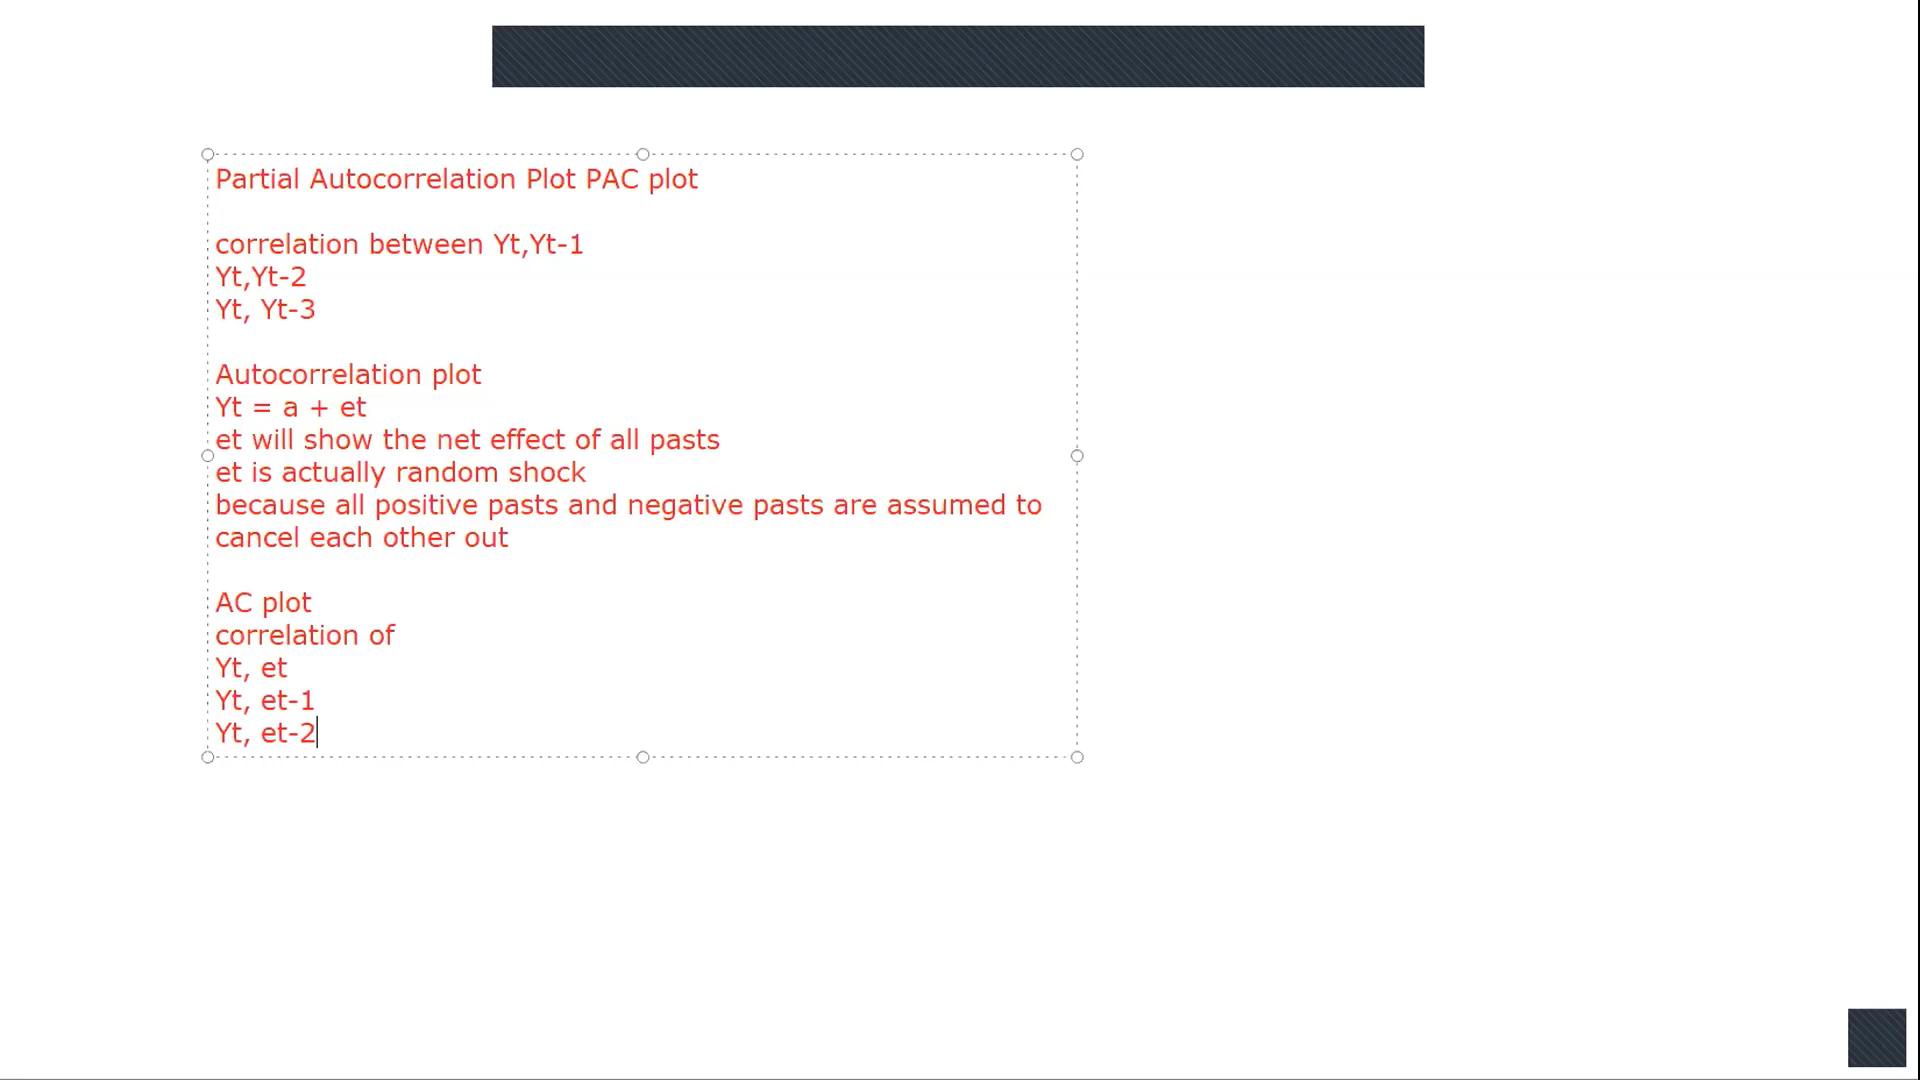 Partial Autocorrelation Plot PAC plot
correlation between Yt,Yt-1
Yt,Yt-2
Yt, Yt-3
Autocorrelation plot
Yt = a + et
et will show the net effect of all pasts
et is actually random shock
because all positive pasts and negative pasts are assumed to
cancel each other out
AC plot
correlation of
Yt, et
Yt, et-1
Yt, et-2